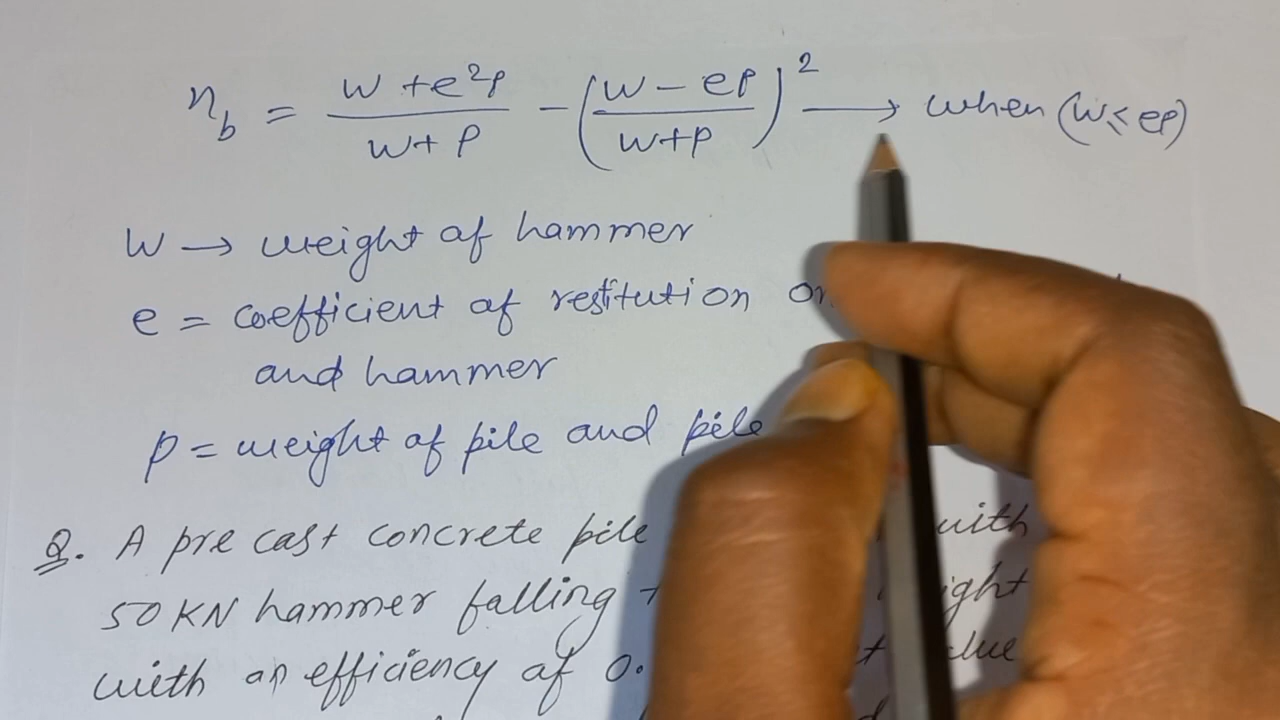 η_b = (w + e²p)/(w + p) − ((w − ep)/(w + p))² → when (w ≤ ep)
w → weight of hammer
e = coefficient of restitution
and hammer
p = weight of pile and pile
Q. A pre cast concrete pile with
50 KN hammer falling
with an efficiency of 0.